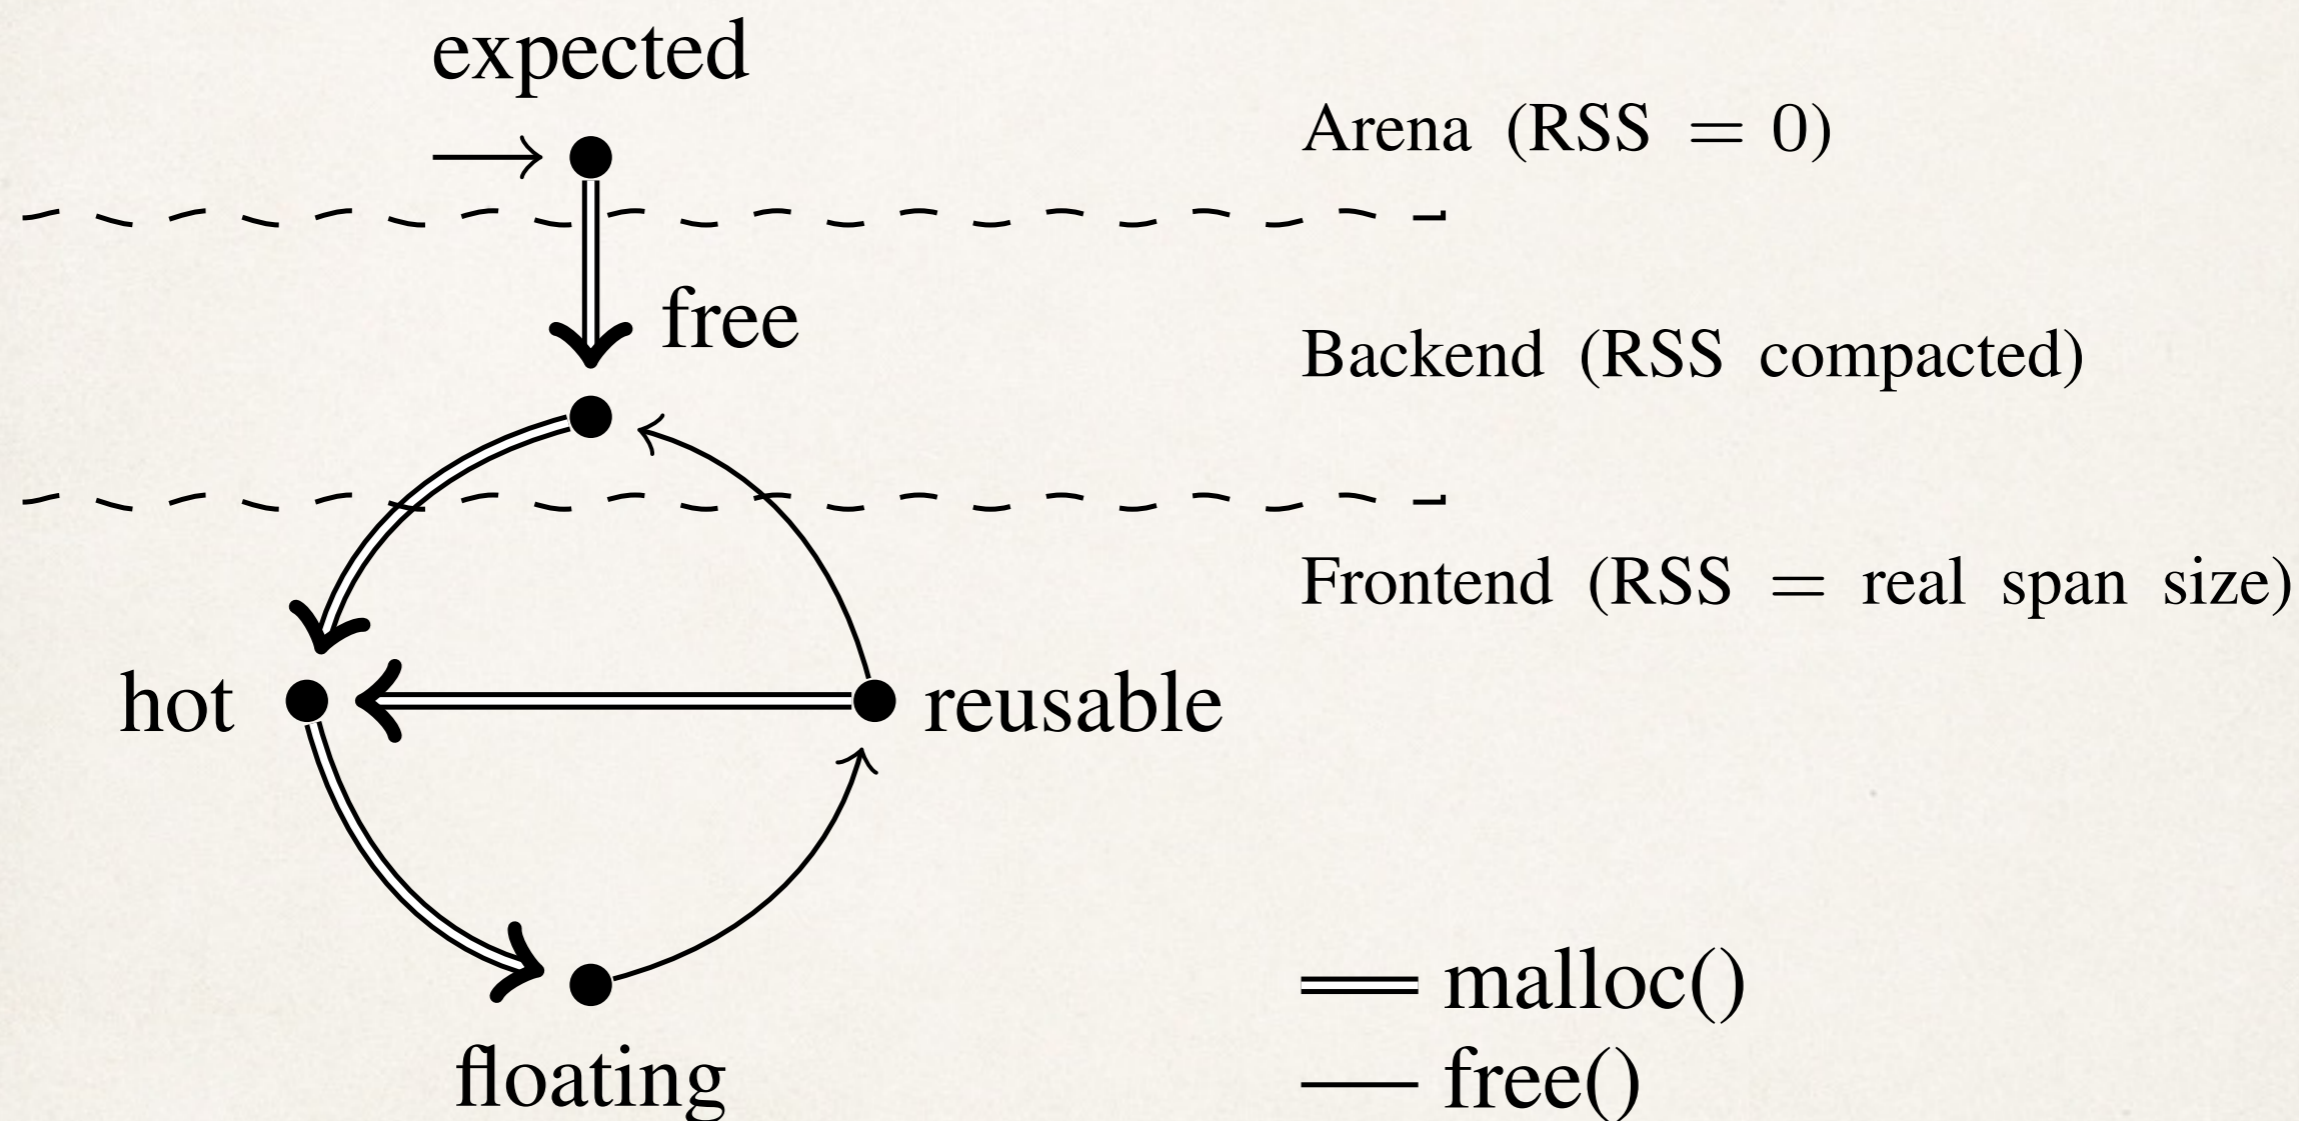 expected
Arena (RSS = 0)
free
Backend (RSS compacted)
Frontend (RSS = real span size)
hot
reusable
malloc()
floating
free()